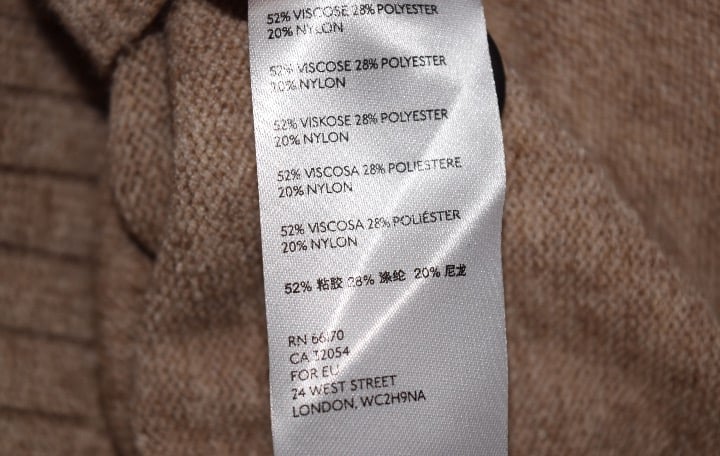 52% VISCOSE 28% POLYESTER
20% NYLON
52% VISCOSE 28% POLYESTER
20% NYLON
52% VISKOSE 28% POLYESTER
20% NYLON
52% VISCOSA 28% POLIESTERE
20% NYLON
52% VISCOSA 28% POLIÉSTER
20% NYLON
52% 粘胶 28% 涤纶 20% 尼龙
RN
CA
FOR EU
24 WEST STREET
LONDON, WC2H9NA